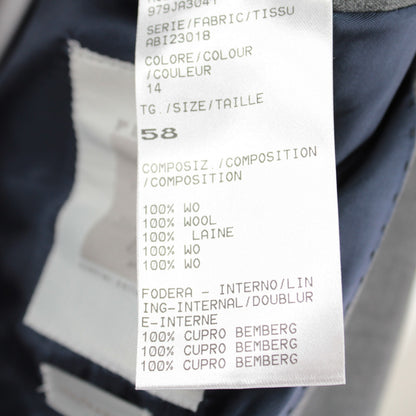 979JA3041
SERIE/FABRIC/TISSU
ABI23018
COLORE/COLOUR
/COULEUR
14
TG./SIZE/TAILLE
58
COMPOSIZ./COMPOSITION
/COMPOSITION
100% WO
100% WOOL
100% LAINE
100% WO
100% WO
FODERA - INTERNO/LIN
ING-INTERNAL/DOUBLUR
E-INTERNE
100% CUPRO BEMBERG
100% CUPRO BEMBERG
100% CUPRO BEMBERG